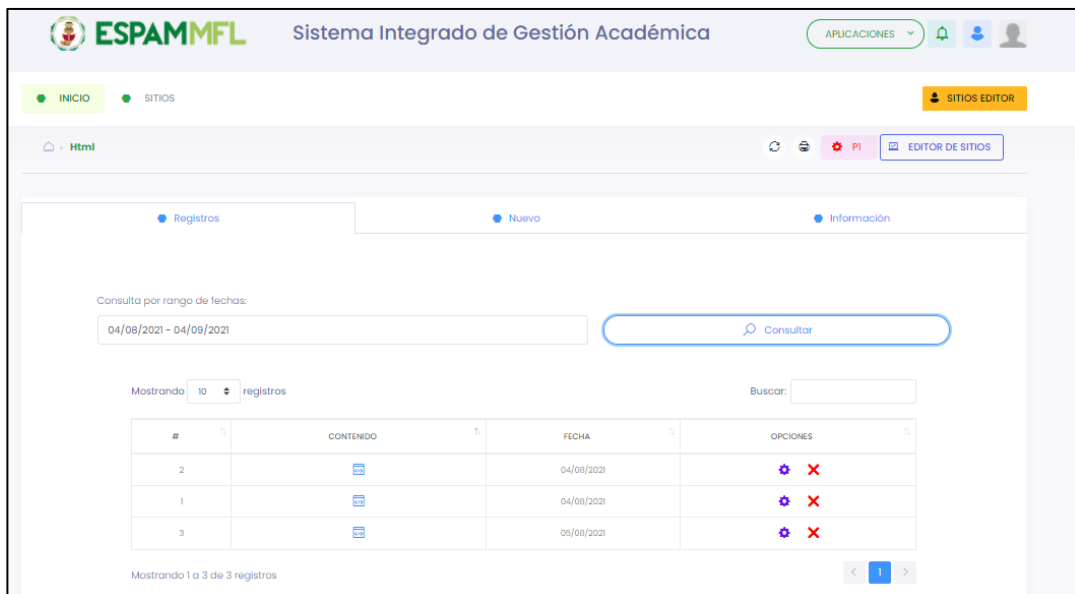 ESPAMMFL Sistema Integrado de Gestión Académica APLICACIONES
INICIO SITIOS SITIOS EDITOR
Html P1 EDITOR DE SITIOS
Registros Nuevo Información
Consulta por rango de fechas:
04/08/2021 - 04/09/2021 Consultar
Mostrando 10 registros Buscar:
# CONTENIDO FECHA OPCIONES
2 04/08/2021
1 04/08/2021
3 05/08/2021
Mostrando 1 a 3 de 3 registros < 1 >